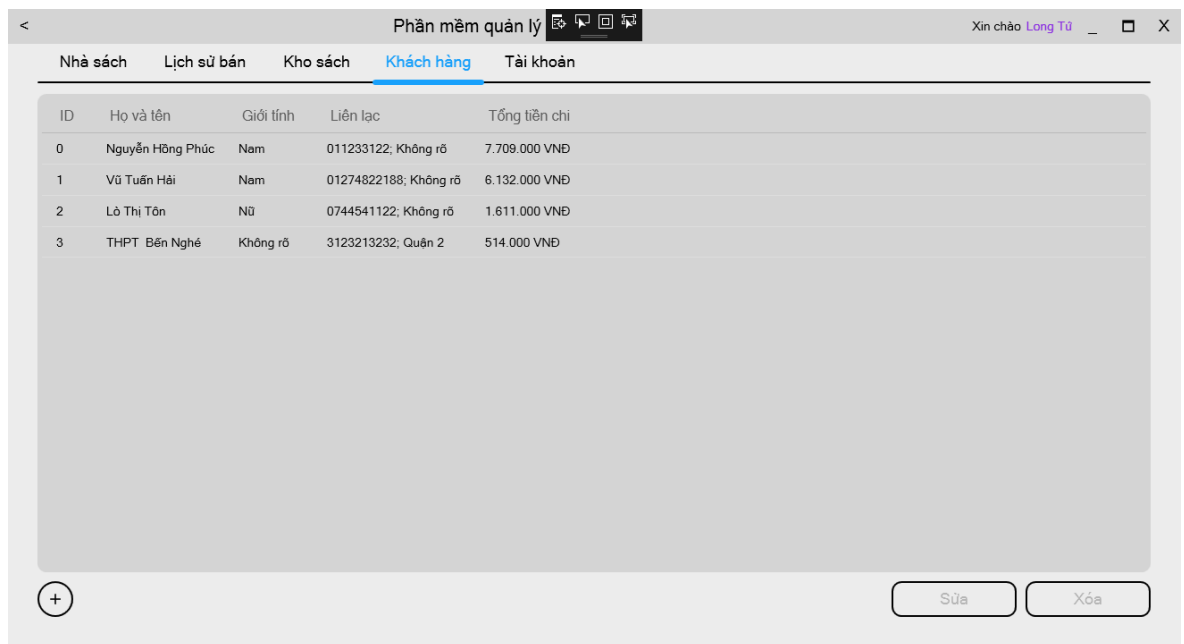 < Phần mềm quản lý Xin chào Long Tứ _ X
Nhà sách Lịch sử bán Kho sách Khách hàng Tài khoản
ID Họ và tên Giới tính Liên lạc Tổng tiền chi
0 Nguyễn Hồng Phúc Nam 011233122; Không rõ 7.709.000 VNĐ
1 Vũ Tuấn Hải Nam 01274822188; Không rõ 6.132.000 VNĐ
2 Lò Thị Tôn Nữ 0744541122; Không rõ 1.611.000 VNĐ
3 THPT Bến Nghé Không rõ 3123213232; Quận 2 514.000 VNĐ
+ Sửa Xóa